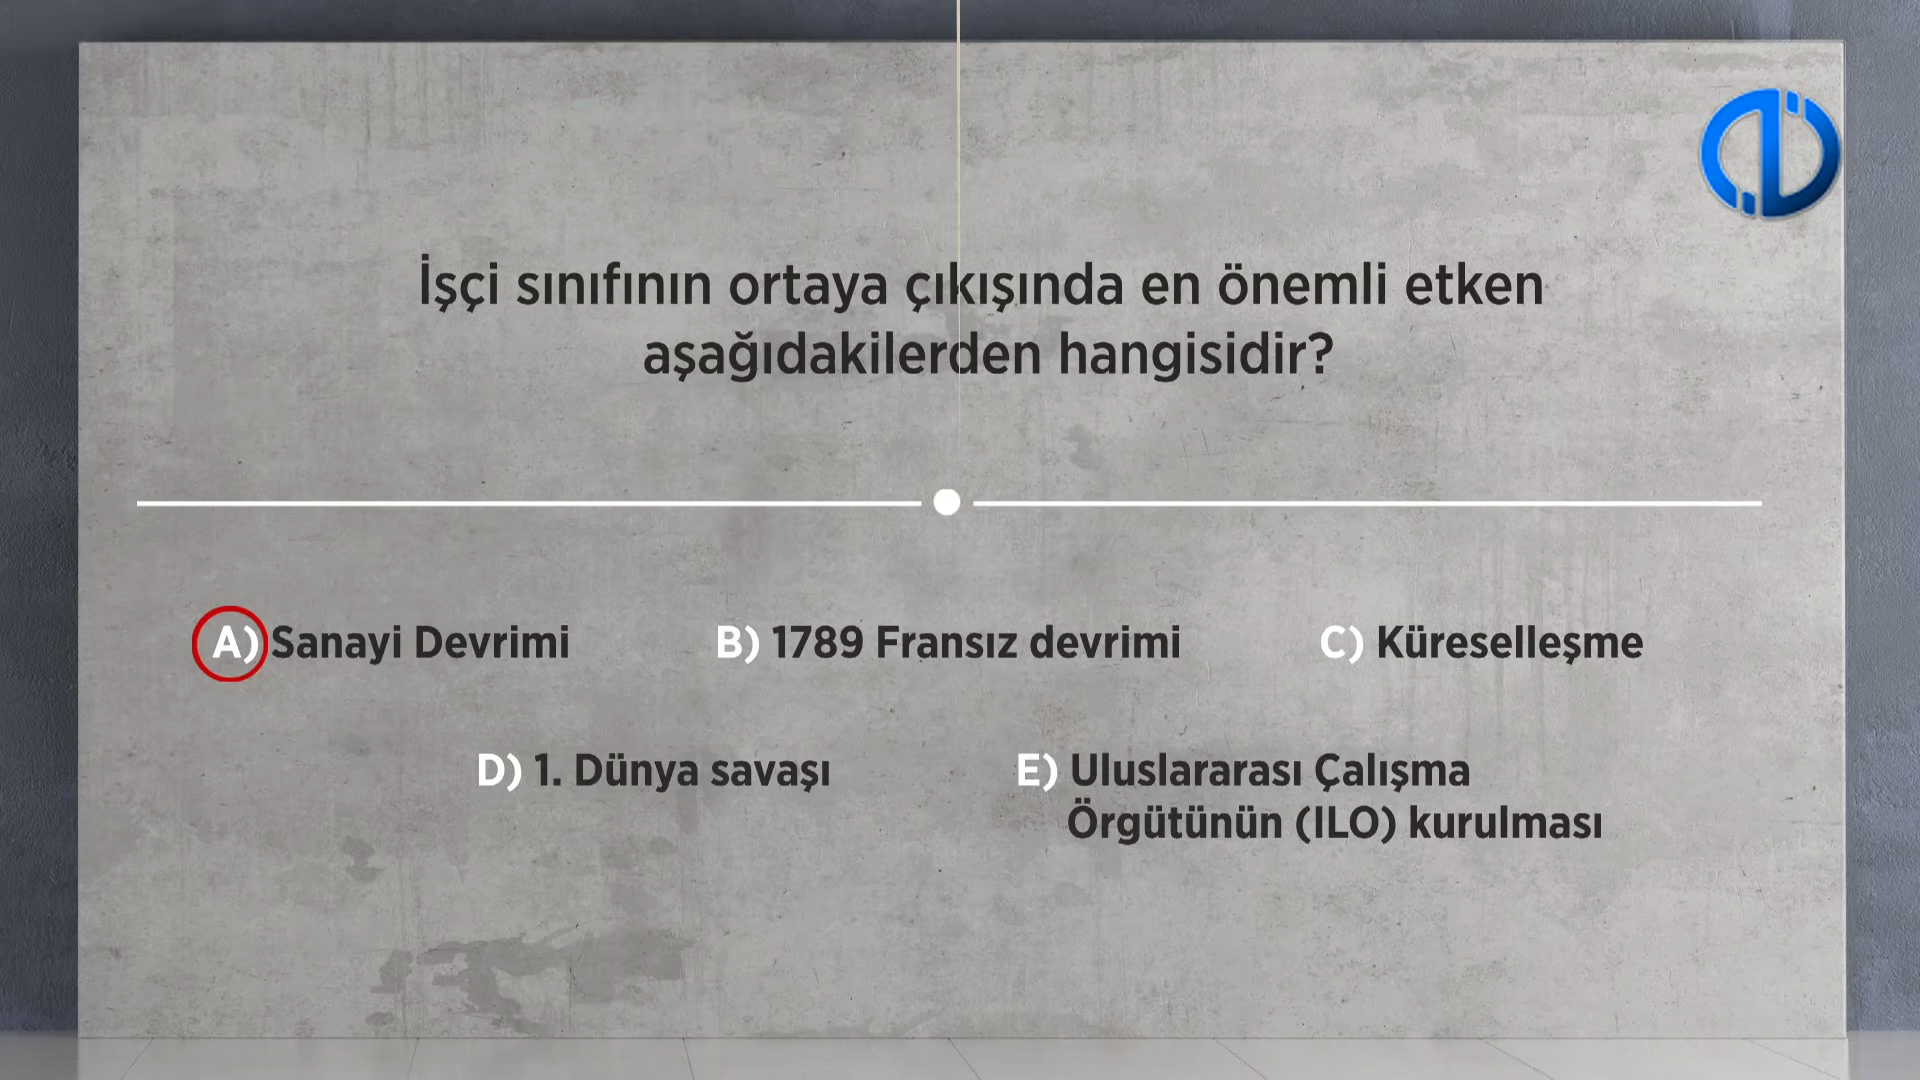 İşçi sınıfının ortaya çıkışında en önemli etken
aşağıdakilerden hangisidir?
A) Sanayi Devrimi
B) 1789 Fransız devrimi
C) Küreselleşme
D) 1. Dünya savaşı
E) Uluslararası Çalışma
Örgütünün (ILO) kurulması